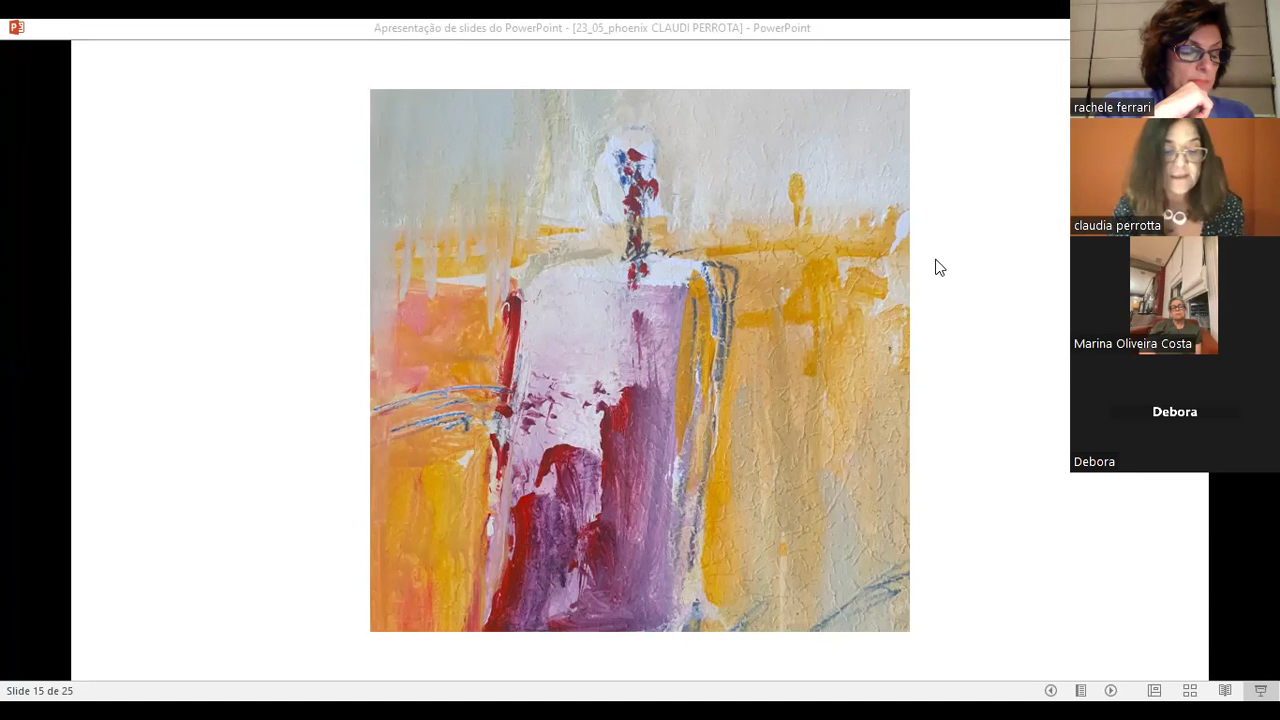 Apresentação de slides do PowerPoint - [23_05_phoenix CLAUDI PERROTA] - PowerPoint
rachele ferrari
claudia perrotta
Marina Oliveira Costa
Debora
Debora
Slide 15 de 25